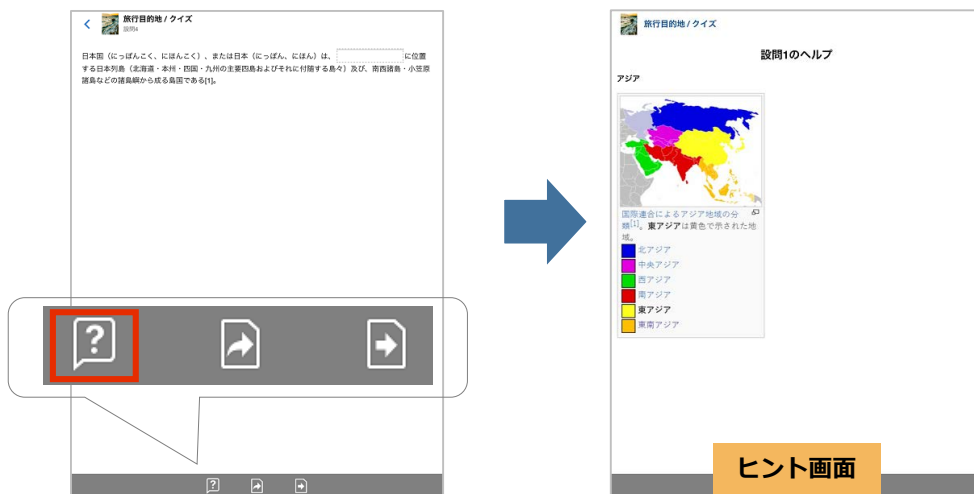 旅行目的地 / クイズ
設問4
日本国（にっぽんこく、にほんこく）、または日本（にっぽん、にほん）は、 に位置
する日本列島（北海道・本州・四国・九州の主要四島およびそれに付随する島々）及び、南西諸島・小笠原
諸島などの諸島嶼から成る島国である[1]。
旅行目的地 / クイズ
設問1のヘルプ
アジア
国際連合によるアジア地域の分
類[1]。東アジアは黄色で示された地
域。
北アジア
中央アジア
西アジア
南アジア
東アジア
東南アジア
ヒント画面